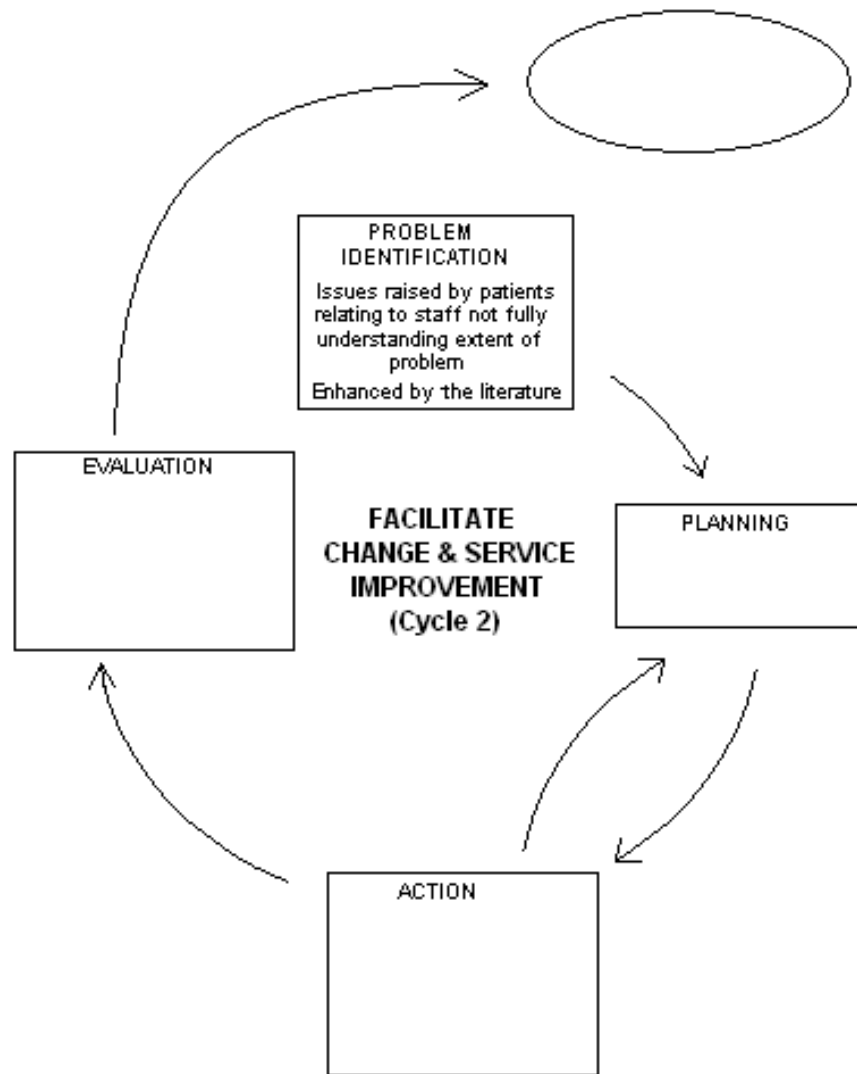 PROBLEM
IDENTIFICATION
Issues raised by patients
relating to staff not fully
understanding extent of
problem
Enhanced by the literature
EVALUATION
FACILITATE
CHANGE & SERVICE
IMPROVEMENT
(Cycle 2)
PLANNING
ACTION